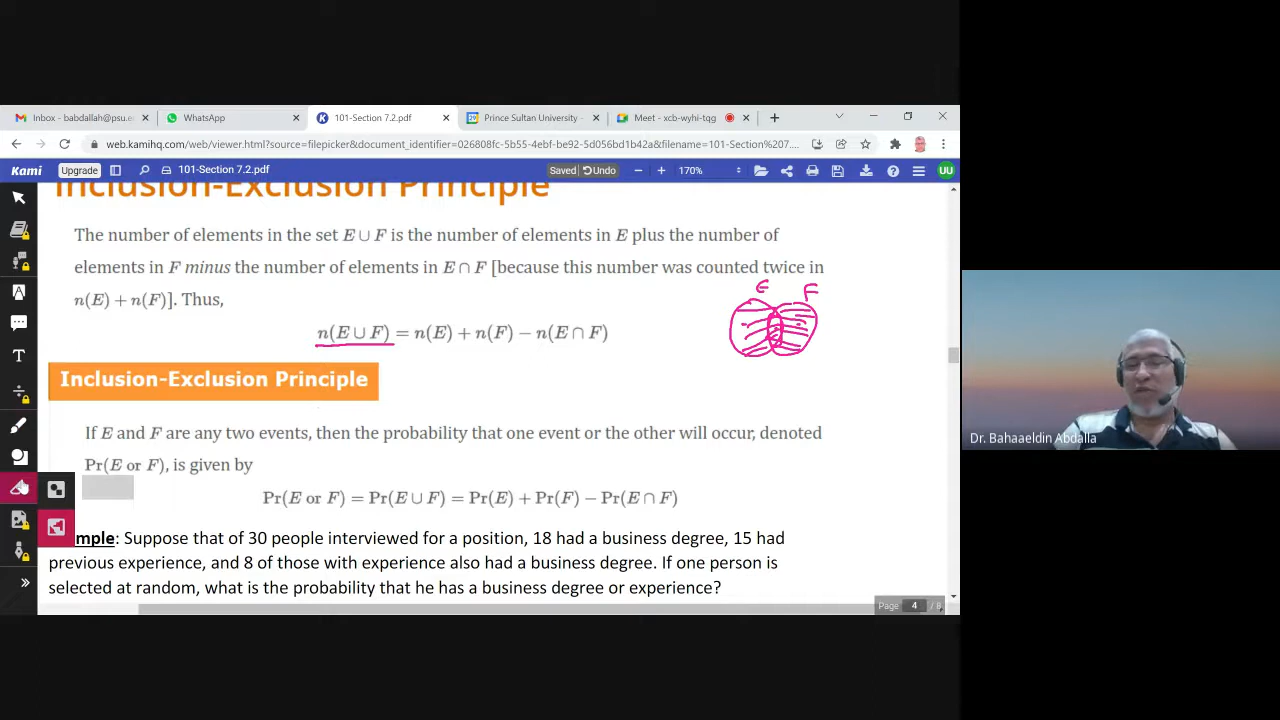 Inbox - babdallah@psu.e
WhatsApp
101-Section 7.2.pdf
Prince Sultan University -
Meet - xcb-wyhi-tqg
web.kamihq.com/web/viewer.html?source=filepicker&document_identifier=026808fc-5b55-4ebf-be92-5d056bd1b42a&filename=101-Section%207....
Kami
Upgrade
101-Section 7.2.pdf
Saved
Undo
170%
UU
Inclusion-Exclusion Principle
The number of elements in the set E ∪ F is the number of elements in E plus the number of
elements in F minus the number of elements in E ∩ F [because this number was counted twice in
n(E) + n(F)]. Thus,
E
F
n(E ∪ F) = n(E) + n(F) − n(E ∩ F)
Inclusion-Exclusion Principle
If E and F are any two events, then the probability that one event or the other will occur, denoted
Pr(E or F), is given by
Pr(E or F) = Pr(E ∪ F) = Pr(E) + Pr(F) − Pr(E ∩ F)
mple: Suppose that of 30 people interviewed for a position, 18 had a business degree, 15 had
previous experience, and 8 of those with experience also had a business degree. If one person is
selected at random, what is the probability that he has a business degree or experience?
Page 4 / 8
Dr. Bahaaeldin Abdalla